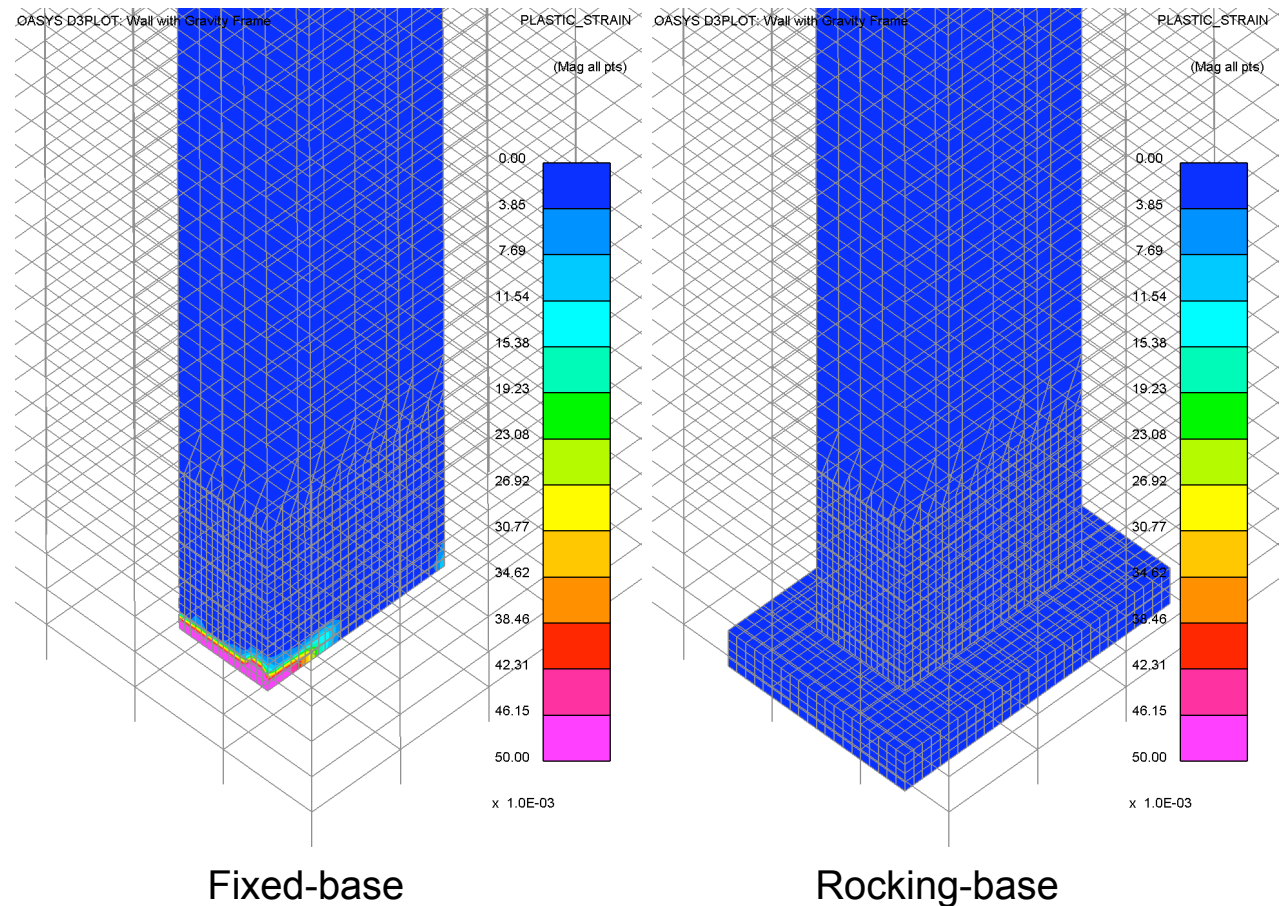 OASYS D3PLOT: Wall with Gravity Frame
PLASTIC_STRAIN
(Mag all pts)
0.00
3.85
7.69
11.54
15.38
19.23
23.08
26.92
30.77
34.62
38.46
42.31
46.15
50.00
x 1.0E-03
Fixed-base
OASYS D3PLOT: Wall with Gravity Frame
PLASTIC_STRAIN
(Mag all pts)
0.00
3.85
7.69
11.54
15.38
19.23
23.08
26.92
30.77
34.62
38.46
42.31
46.15
50.00
x 1.0E-03
Rocking-base